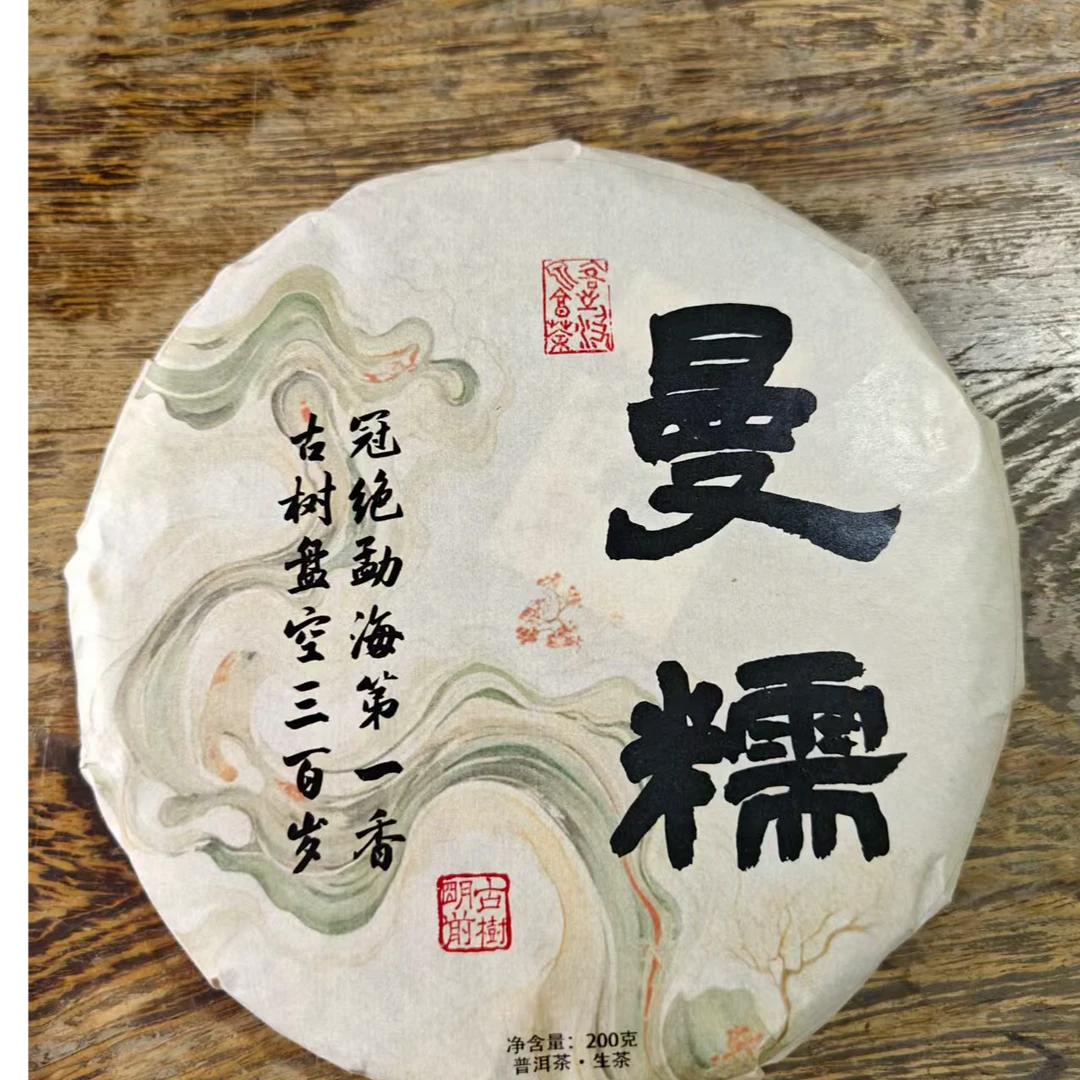 曼糯
冠绝勐海第一香
古树盘空三百岁
古樹
明前
净含量：200克
普洱茶·生茶